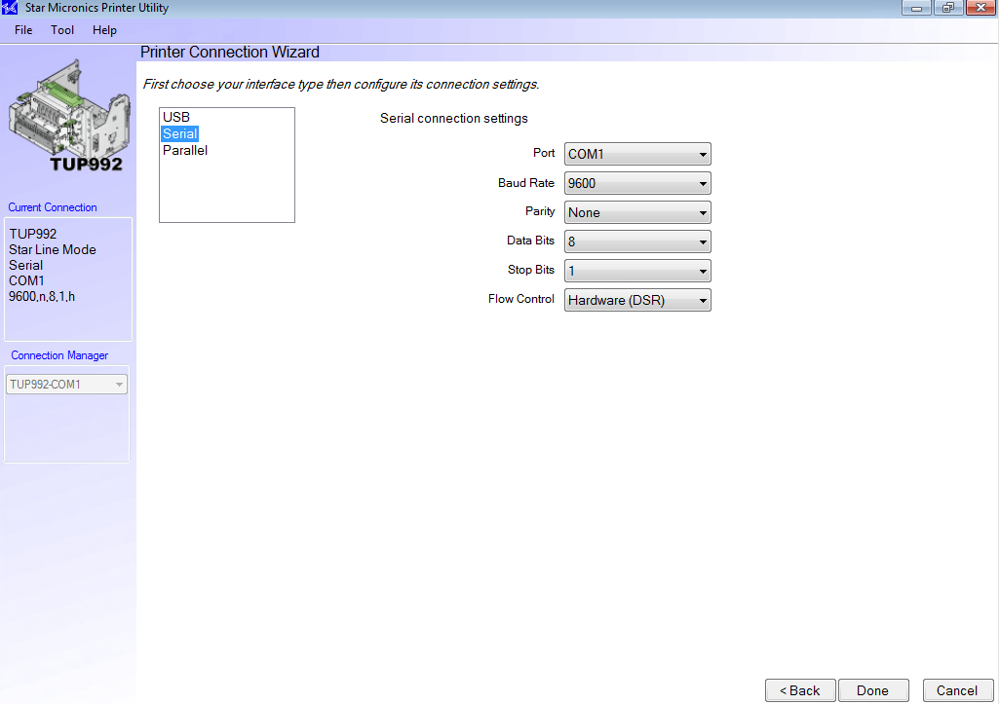 Star Micronics Printer Utility
File Tool Help
Printer Connection Wizard
First choose your interface type then configure its connection settings.
TUP992
Current Connection
TUP992
Star Line Mode
Serial
COM1
9600,n,8,1,h
Connection Manager
TUP992-COM1
USB
Serial
Parallel
Serial connection settings
Port COM1
Baud Rate 9600
Parity None
Data Bits 8
Stop Bits 1
Flow Control Hardware (DSR)
< Back Done Cancel